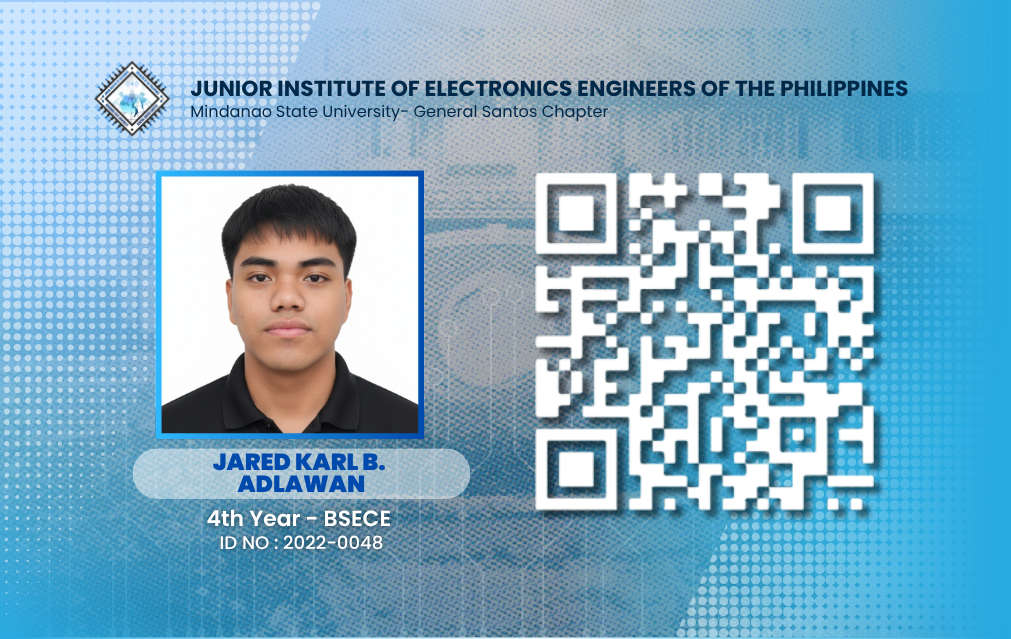 JUNIOR INSTITUTE OF ELECTRONICS ENGINEERS OF THE PHILIPPINES
Mindanao State University- General Santos Chapter
JARED KARL B.
ADLAWAN
4th Year - BSECE
ID NO : 2022-0048